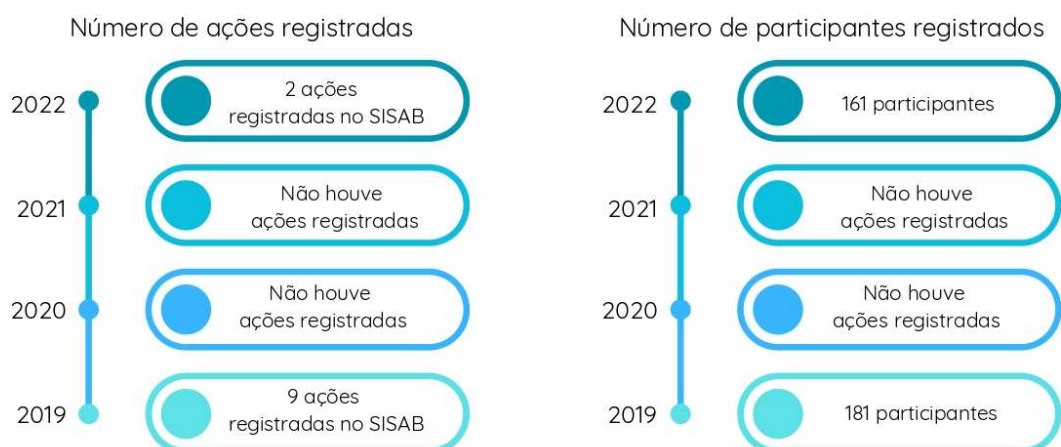 Número de ações registradas
2022
2 ações
registradas no SISAB
2021
Não houve
ações registradas
2020
Não houve
ações registradas
2019
9 ações
registradas no SISAB
Número de participantes registrados
2022
161 participantes
2021
Não houve
ações registradas
2020
Não houve
ações registradas
2019
181 participantes